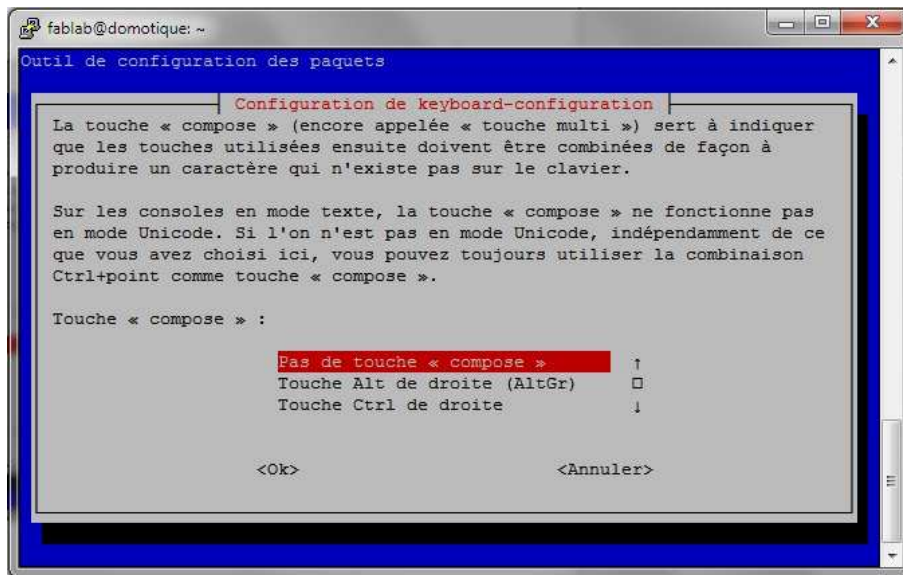 fablab@domotique: ~
Outil de configuration des paquets
Configuration de keyboard-configuration
La touche « compose » (encore appelée « touche multi ») sert à indiquer
que les touches utilisées ensuite doivent être combinées de façon à
produire un caractère qui n'existe pas sur le clavier.
Sur les consoles en mode texte, la touche « compose » ne fonctionne pas
en mode Unicode. Si l'on n'est pas en mode Unicode, indépendamment de ce
que vous avez choisi ici, vous pouvez toujours utiliser la combinaison
Ctrl+point comme touche « compose ».
Touche « compose » :
Pas de touche « compose »
Touche Alt de droite (AltGr)
Touche Ctrl de droite
<Ok> <Annuler>